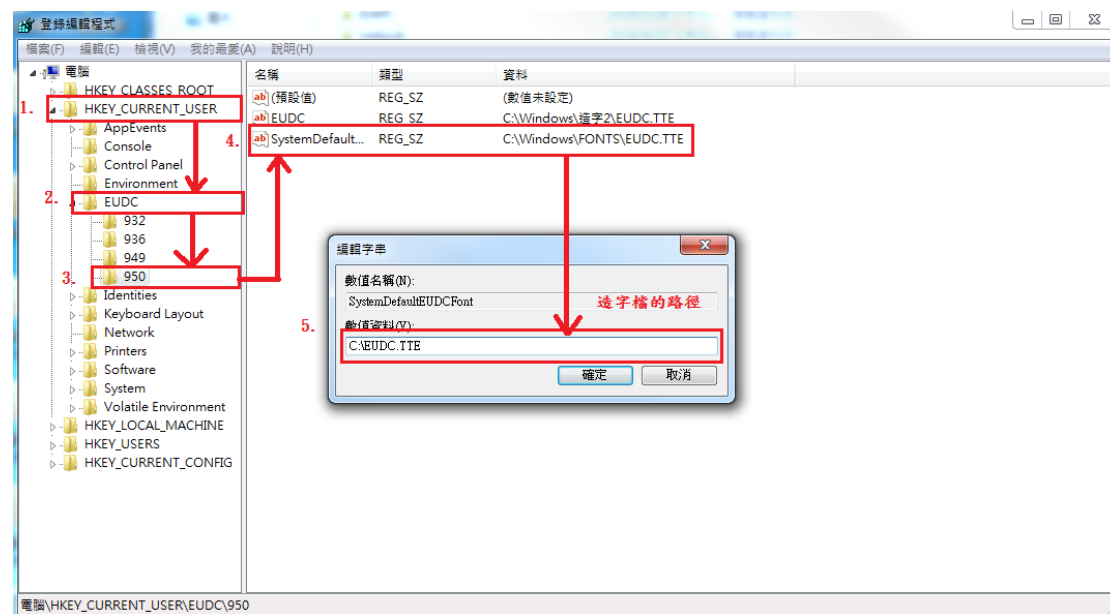 登錄編輯程式
檔案(F) 編輯(E) 檢視(V) 我的最愛(A) 說明(H)
電腦
HKEY_CLASSES_ROOT
1. HKEY_CURRENT_USER
AppEvents
Console
Control Panel
Environment
2. EUDC
932
936
949
3. 950
Identities
Keyboard Layout
Network
Printers
Software
System
Volatile Environment
HKEY_LOCAL_MACHINE
HKEY_USERS
HKEY_CURRENT_CONFIG
名稱 類型 資料
(預設值) REG_SZ (數值未設定)
EUDC REG_SZ C:\Windows\造字2\EUDC.TTE
4. SystemDefault... REG_SZ C:\Windows\FONTS\EUDC.TTE
編輯字串
數值名稱(N):
SystemDefaultEUDCFont
造字檔的路徑
5. 數值資料(V):
C:\EUDC.TTE
確定 取消
電腦\HKEY_CURRENT_USER\EUDC\950